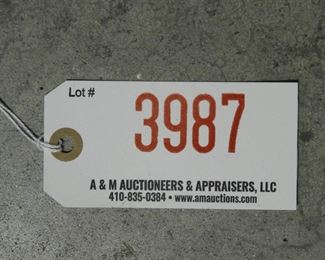 Lot #
3987
A & M AUCTIONEERS & APPRAISERS, LLC
410-835-0384 • www.amauctions.com